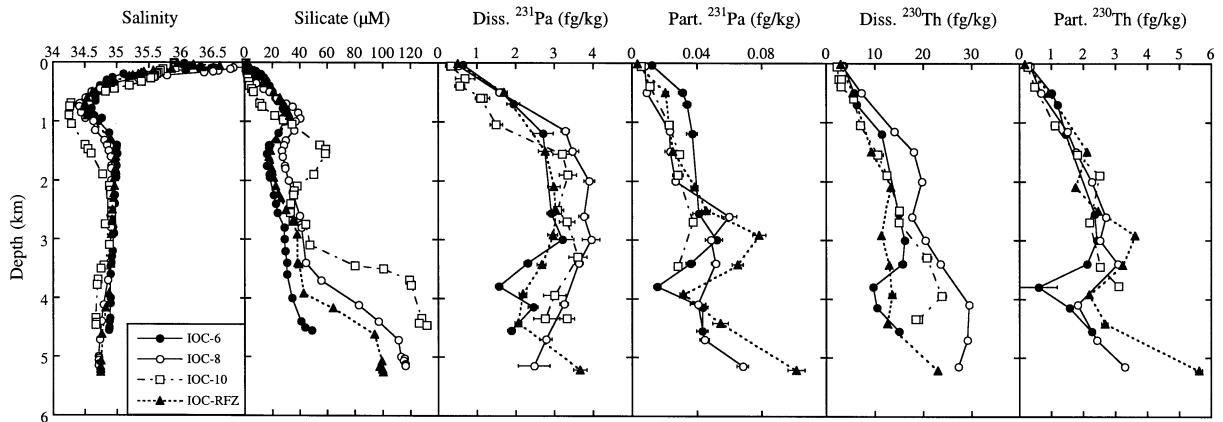 Salinity
Silicate (μM)
Diss. ²³¹Pa (fg/kg)
Part. ²³¹Pa (fg/kg)
Diss. ²³⁰Th (fg/kg)
Part. ²³⁰Th (fg/kg)
34 34.5 35 35.5 36 36.5
0 20 40 60 80 100 120
0 1 2 3 4
0 0.04 0.08
0 10 20 30
0 1 2 3 4 5 6
Depth (km)
0
1
2
3
4
5
6
IOC-6
IOC-8
IOC-10
IOC-RFZ